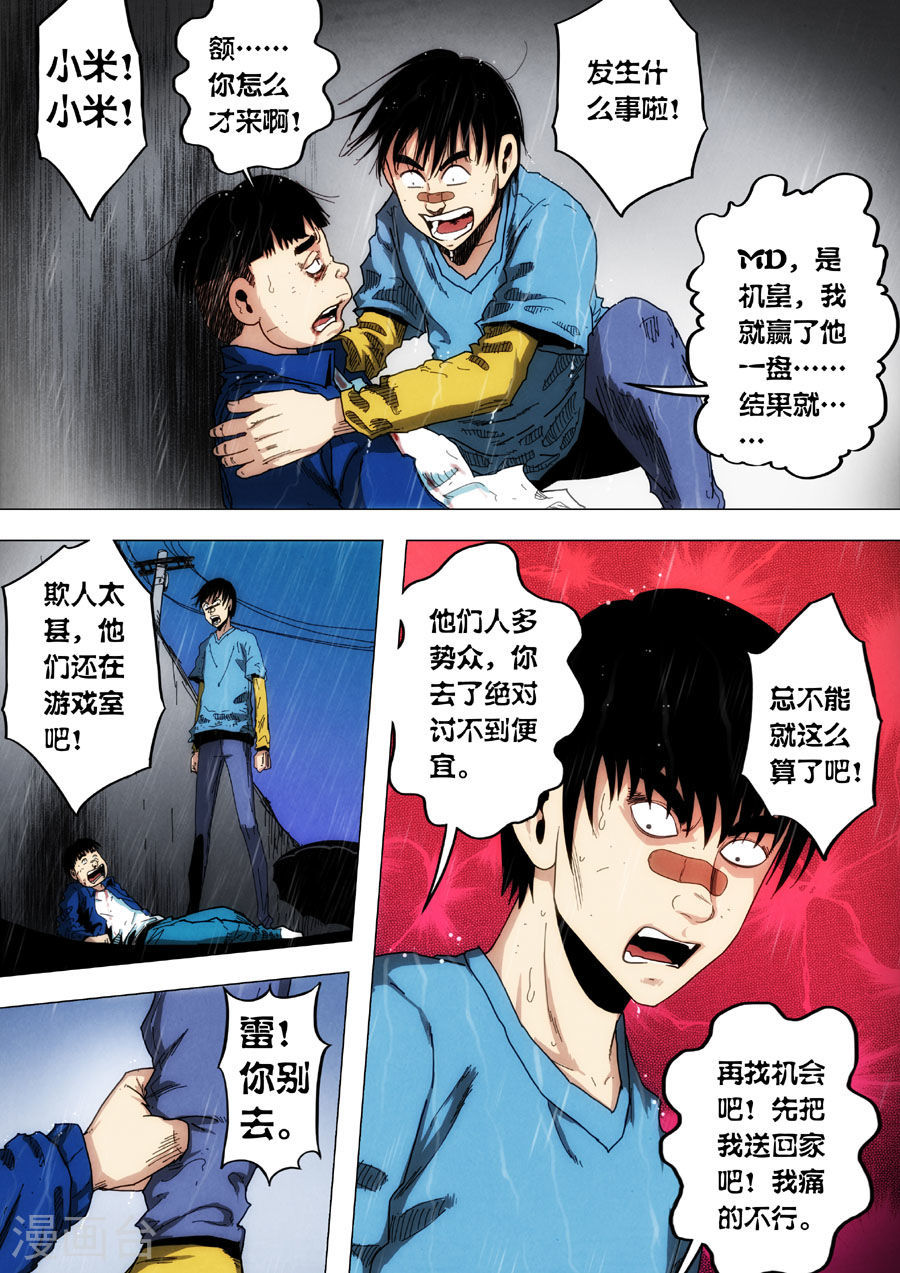 小米！
小米！
额……
你怎么
才来啊！
发生什
么事啦！
MD，是
机皇，我
就赢了他
一盘……
结果就…
…
欺人太
甚，他
们还在
游戏室
吧！
雷！
你别
去。
他们人多
势众，你
去了绝对
讨不到便
宜。
总不能
就这么
算了吧！
再找机会
吧！先把
我送回家
吧！我痛
的不行。
漫画台